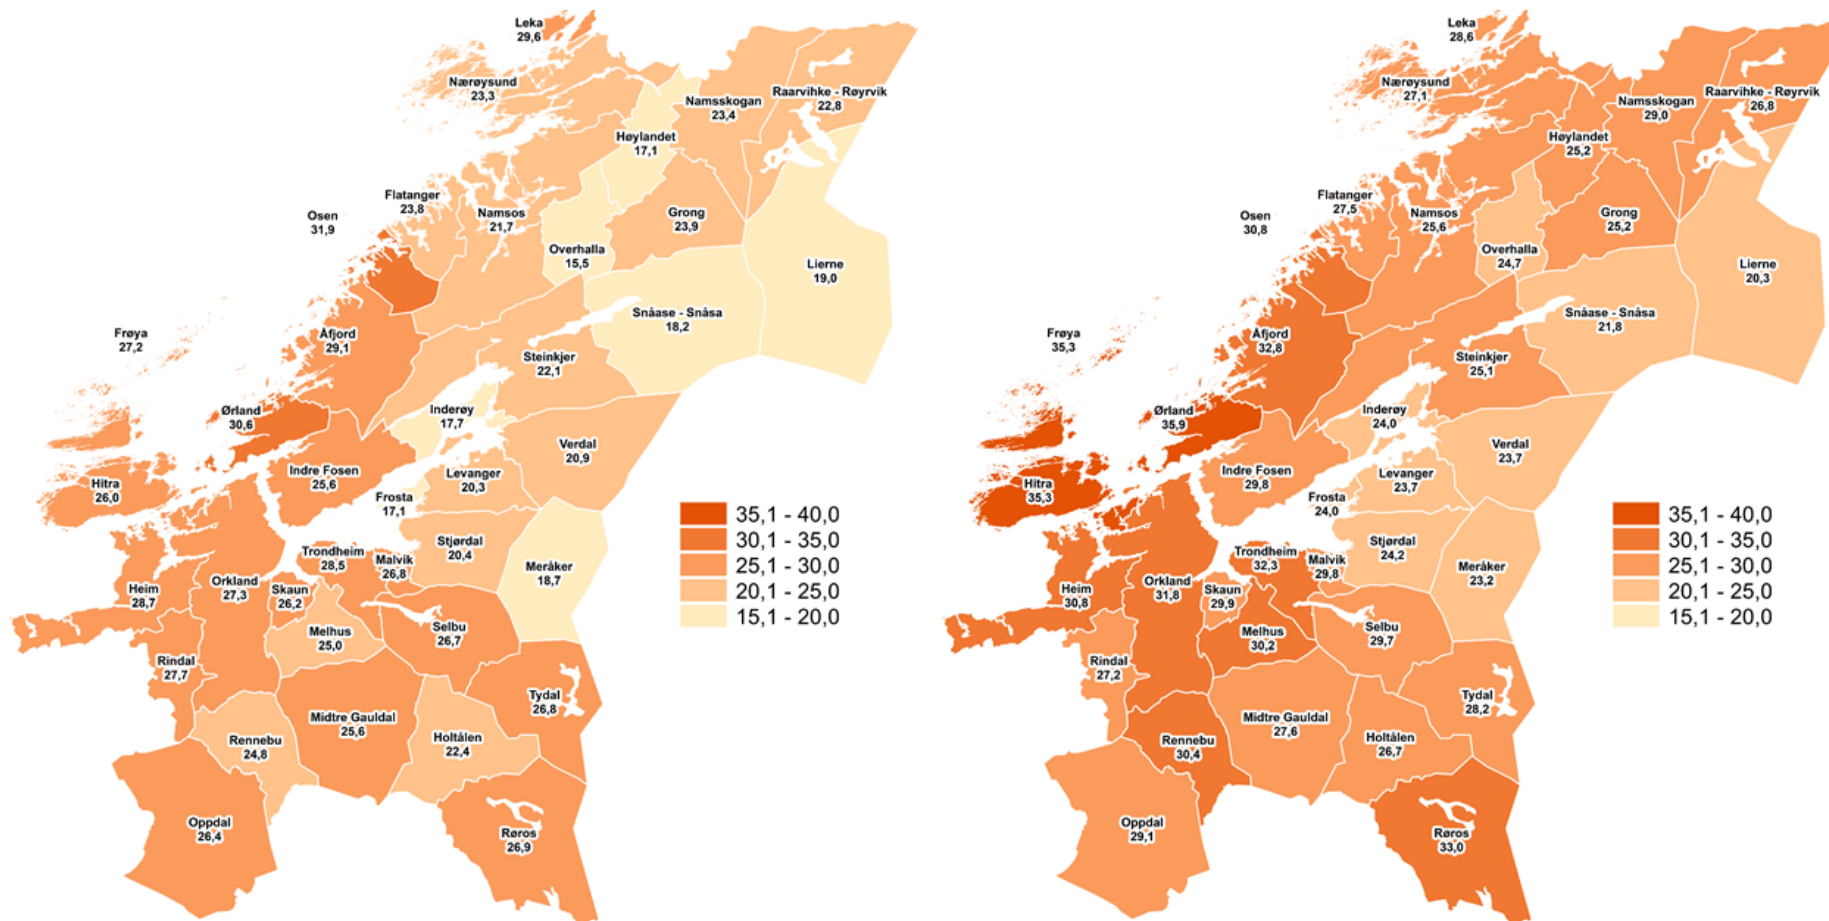 Leka
29,6
Nærøysund
23,3
Namsskogan
23,4
Raarvihke - Røyrvik
22,8
Høylandet
17,1
Flatanger
23,8
Osen
31,9
Namsos
21,7
Grong
23,9
Overhalla
15,5
Lierne
19,0
Snåase - Snåsa
18,2
Frøya
27,2
Åfjord
29,1
Steinkjer
22,1
Ørland
30,6
Inderøy
17,7
Verdal
20,9
Indre Fosen
25,6
Levanger
20,3
Hitra
26,0
Frosta
17,1
Stjørdal
20,4
Trondheim
28,5
Malvik
26,8
Meråker
18,7
Heim
28,7
Orkland
27,3
Skaun
26,2
Melhus
25,0
Selbu
26,7
Rindal
27,7
Tydal
26,8
Midtre Gauldal
25,6
Rennebu
24,8
Holtålen
22,4
Oppdal
26,4
Røros
26,9
35,1 - 40,0
30,1 - 35,0
25,1 - 30,0
20,1 - 25,0
15,1 - 20,0
Leka
28,6
Nærøysund
27,1
Namsskogan
29,0
Raarvihke - Røyrvik
26,8
Høylandet
25,2
Flatanger
27,5
Osen
30,8
Namsos
25,6
Grong
25,2
Overhalla
24,7
Lierne
20,3
Snåase - Snåsa
21,8
Frøya
35,3
Åfjord
32,8
Steinkjer
25,1
Ørland
35,9
Inderøy
24,0
Verdal
23,7
Indre Fosen
29,8
Levanger
23,7
Hitra
35,3
Frosta
24,0
Stjørdal
24,2
Trondheim
32,3
Malvik
29,8
Meråker
23,2
Heim
30,8
Orkland
31,8
Skaun
29,9
Melhus
30,2
Selbu
29,7
Rindal
27,2
Tydal
28,2
Midtre Gauldal
27,6
Rennebu
30,4
Holtålen
26,7
Oppdal
29,1
Røros
33,0
35,1 - 40,0
30,1 - 35,0
25,1 - 30,0
20,1 - 25,0
15,1 - 20,0